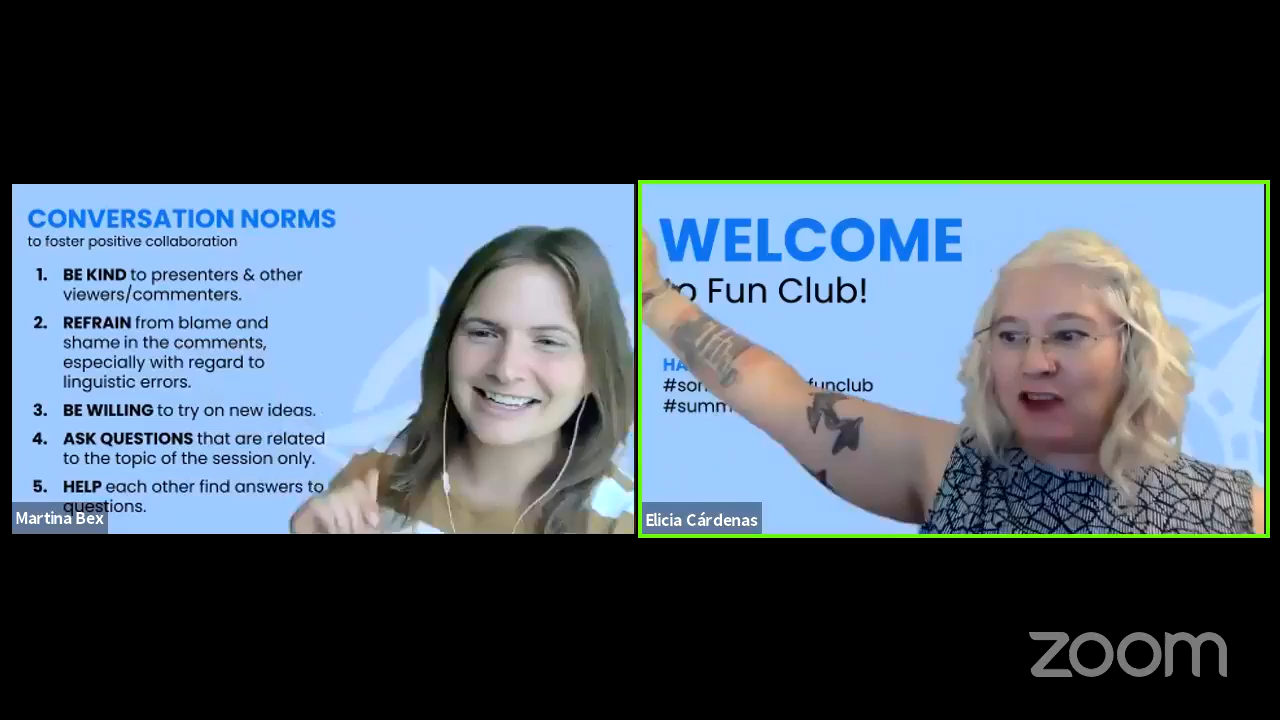 CONVERSATION NORMS
to foster positive collaboration
1. BE KIND to presenters & other
viewers/commenters.
2. REFRAIN from blame and
shame in the comments,
especially with regard to
linguistic errors.
3. BE WILLING to try on new ideas.
4. ASK QUESTIONS that are related
to the topic of the session only.
5. HELP each other find answers to
questions.
Martina Bex
WELCOME
to Fun Club!
funclub
Elicia Cárdenas
zoom